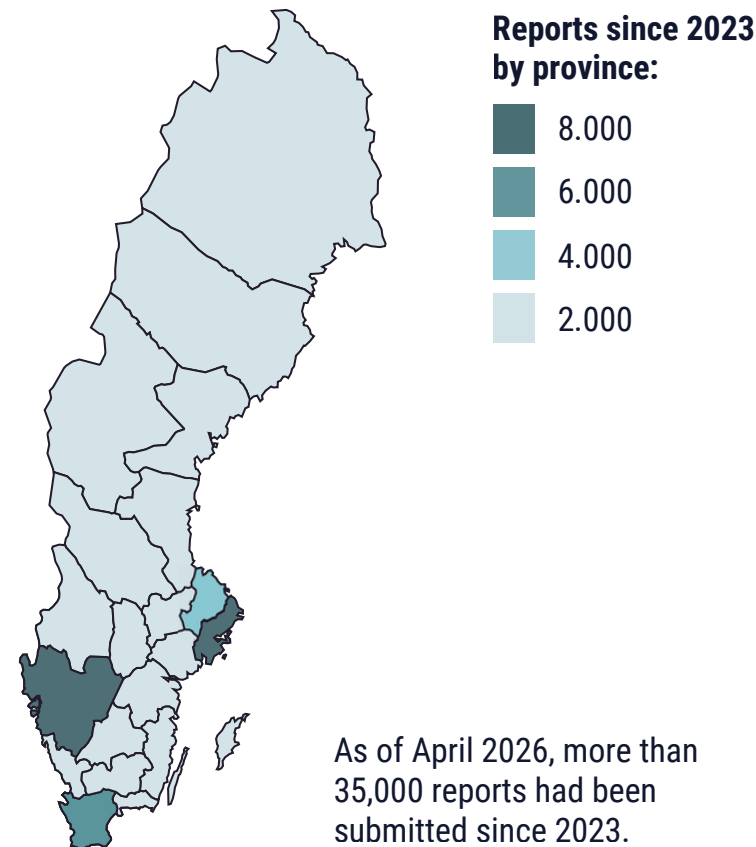 Reports since 2023
by province:
8.000
6.000
4.000
2.000
As of April 2026, more than
35,000 reports had been
submitted since 2023.